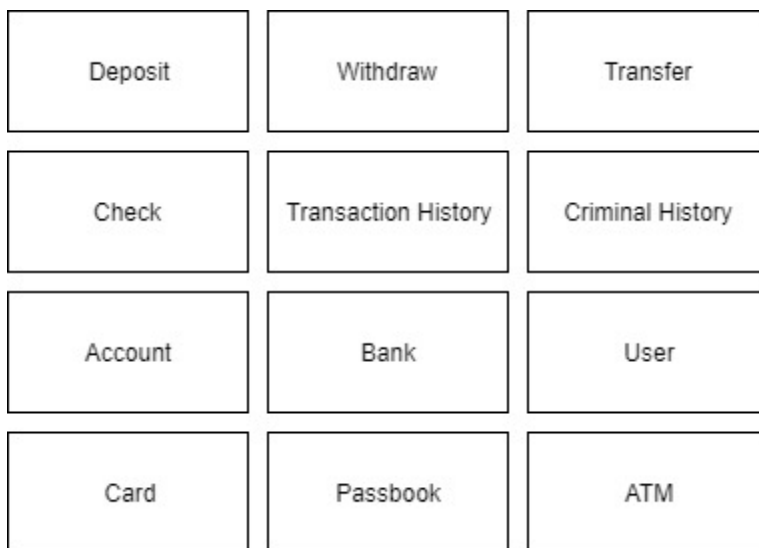 Deposit
Withdraw
Transfer
Check
Transaction History
Criminal History
Account
Bank
User
Card
Passbook
ATM